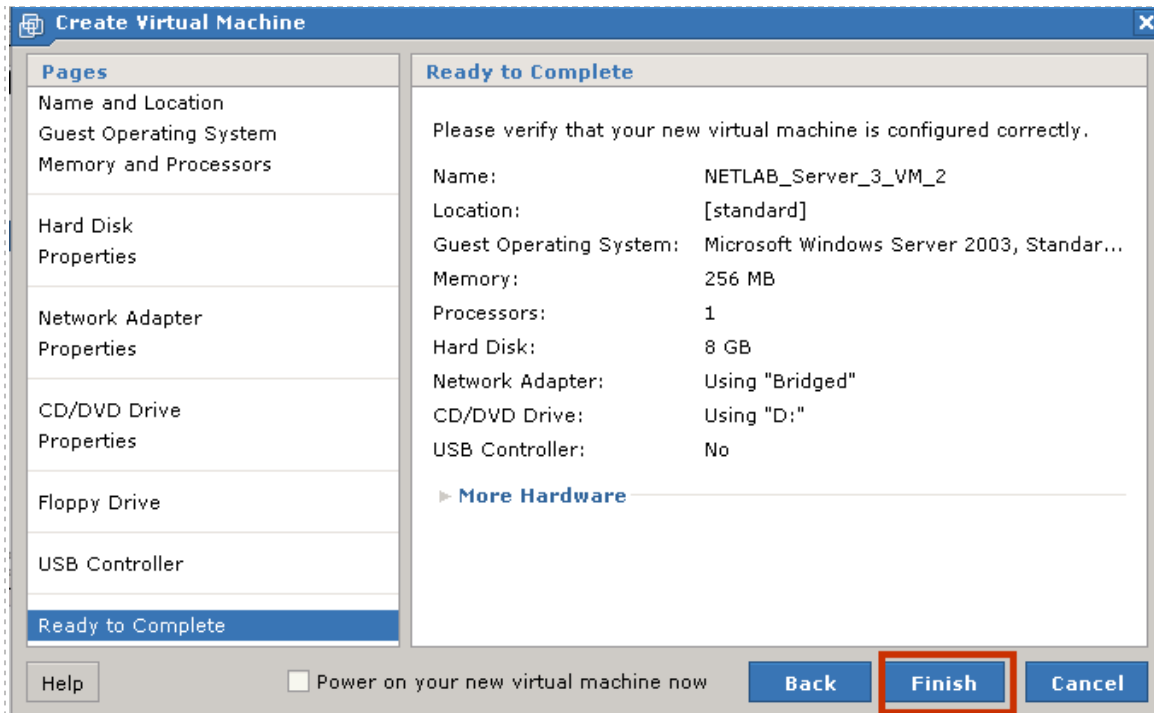 Create Virtual Machine
Pages
Name and Location
Guest Operating System
Memory and Processors
Hard Disk
Properties
Network Adapter
Properties
CD/DVD Drive
Properties
Floppy Drive
USB Controller
Ready to Complete
Ready to Complete
Please verify that your new virtual machine is configured correctly.
Name: NETLAB_Server_3_VM_2
Location: [standard]
Guest Operating System: Microsoft Windows Server 2003, Standar...
Memory: 256 MB
Processors: 1
Hard Disk: 8 GB
Network Adapter: Using "Bridged"
CD/DVD Drive: Using "D:"
USB Controller: No
More Hardware
Help
Power on your new virtual machine now
Back
Finish
Cancel